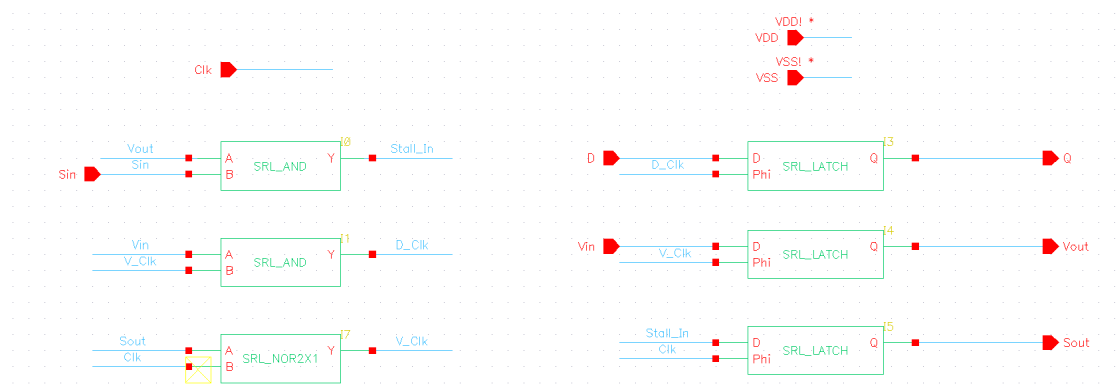 VDD! *
VDD
VSS! *
VSS
Clk
Vout
Sin
Sin
A
B
Y
I0
SRL_AND
Stall_In
D
D_Clk
D
Phi
Q
I3
SRL_LATCH
Q
Vin
V_Clk
A
B
Y
I1
SRL_AND
D_Clk
Vin
V_Clk
D
Phi
Q
I4
SRL_LATCH
Vout
Sout
Clk
A
B
Y
I7
SRL_NOR2X1
V_Clk
Stall_In
Clk
D
Phi
Q
I5
SRL_LATCH
Sout